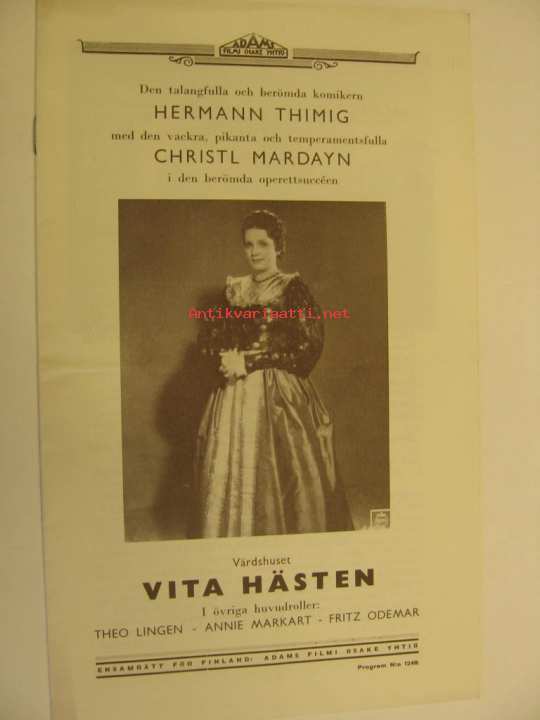 ADAMS
FILMI OSAKE YHTIÖ
Den talangfulla och berömda komikern
HERMANN THIMIG
med den vackra, pikanta och temperamentsfulla
CHRISTL MARDAYN
i den berömda operettsuccéen
Antikvariaatti.net
Värdshuset
VITA HÄSTEN
I övriga huvudroller:
THEO LINGEN - ANNIE MARKART - FRITZ ODEMAR
ENSAMRÄTT FÖR FINLAND: ADAMS FILMI OSAKE YHTIÖ
Program N:o 1248